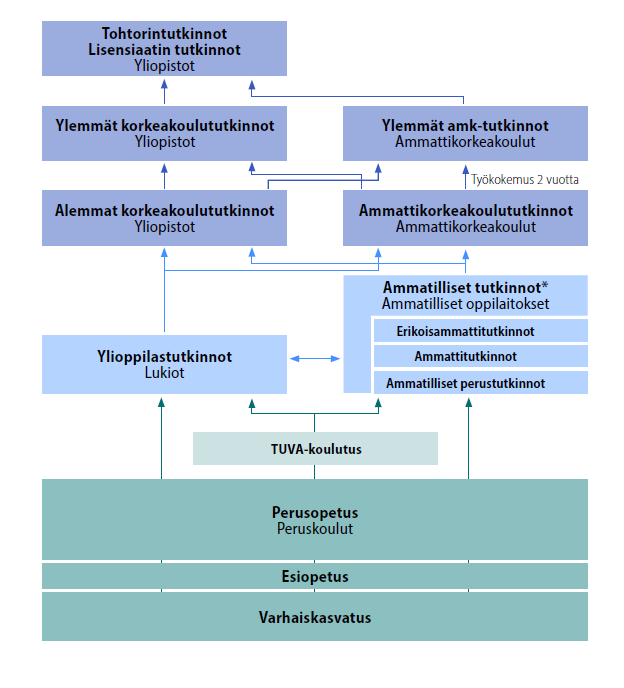 Tohtorintutkinnot
Lisensiaatin tutkinnot
Yliopistot
Ylemmät korkeakoulututkinnot
Yliopistot
Ylemmät amk-tutkinnot
Ammattikorkeakoulut
Työkokemus 2 vuotta
Alemmat korkeakoulututkinnot
Yliopistot
Ammattikorkeakoulututkinnot
Ammattikorkeakoulut
Ammatilliset tutkinnot*
Ammatilliset oppilaitokset
Erikoisammattitutkinnot
Ammattitutkinnot
Ammatilliset perustutkinnot
Ylioppilastutkinnot
Lukiot
TUVA-koulutus
Perusopetus
Peruskoulut
Esiopetus
Varhaiskasvatus